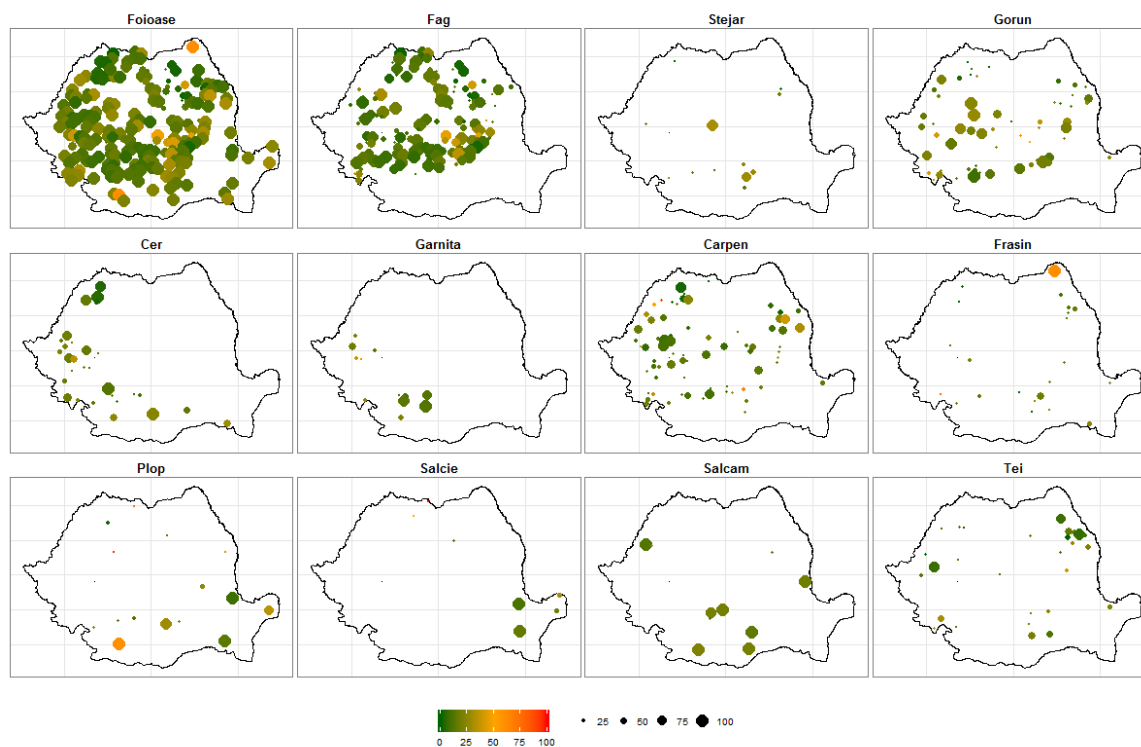 Foioase Fag Stejar Gorun
Cer Garnita Carpen Frasin
Plop Salcie Salcam Tei
0 25 50 75 100 25 50 75 100